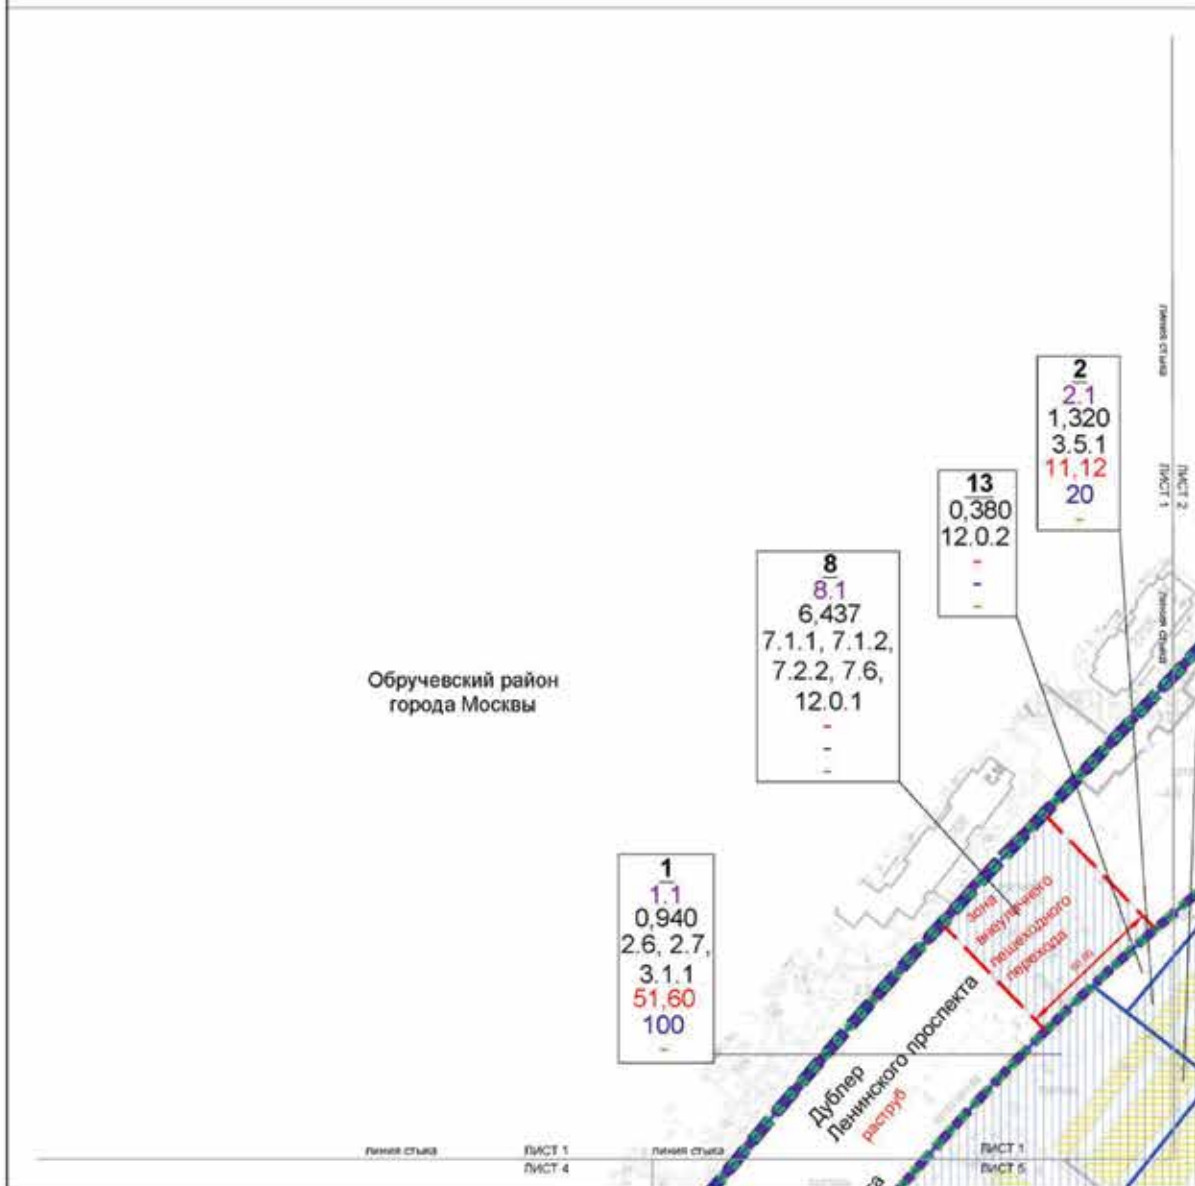 линия стыка
ЛИСТ 1
ЛИСТ 2
линия стыка
2
2.1
1,320
3.5.1
11,12
20
-
13
0,380
12.0.2
-
-
-
8
8.1
6,437
7.1.1, 7.1.2,
7.2.2, 7.6,
12.0.1
-
-
-
Обручевский район
города Москвы
1
1.1
0,940
2.6, 2.7,
3.1.1
51,60
100
-
зона
внеуличного
пешеходного
перехода
Дублер
Ленинского проспекта
раструб
линия стыка
ЛИСТ 1
линия стыка
ЛИСТ 1
ЛИСТ 4
ЛИСТ 5